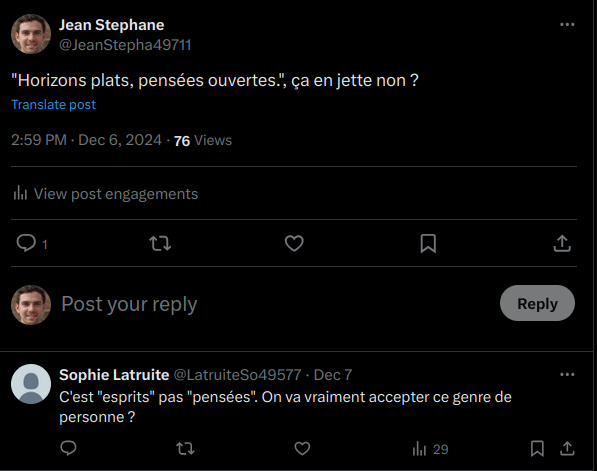 Jean Stephane
@JeanStepha49711
"Horizons plats, pensées ouvertes.", ça en jette non ?
Translate post
2:59 PM · Dec 6, 2024 · 76 Views
View post engagements
1
Post your reply
Reply
Sophie Latruite @LatruiteSo49577 · Dec 7
C'est "esprits" pas "pensées". On va vraiment accepter ce genre de
personne ?
29